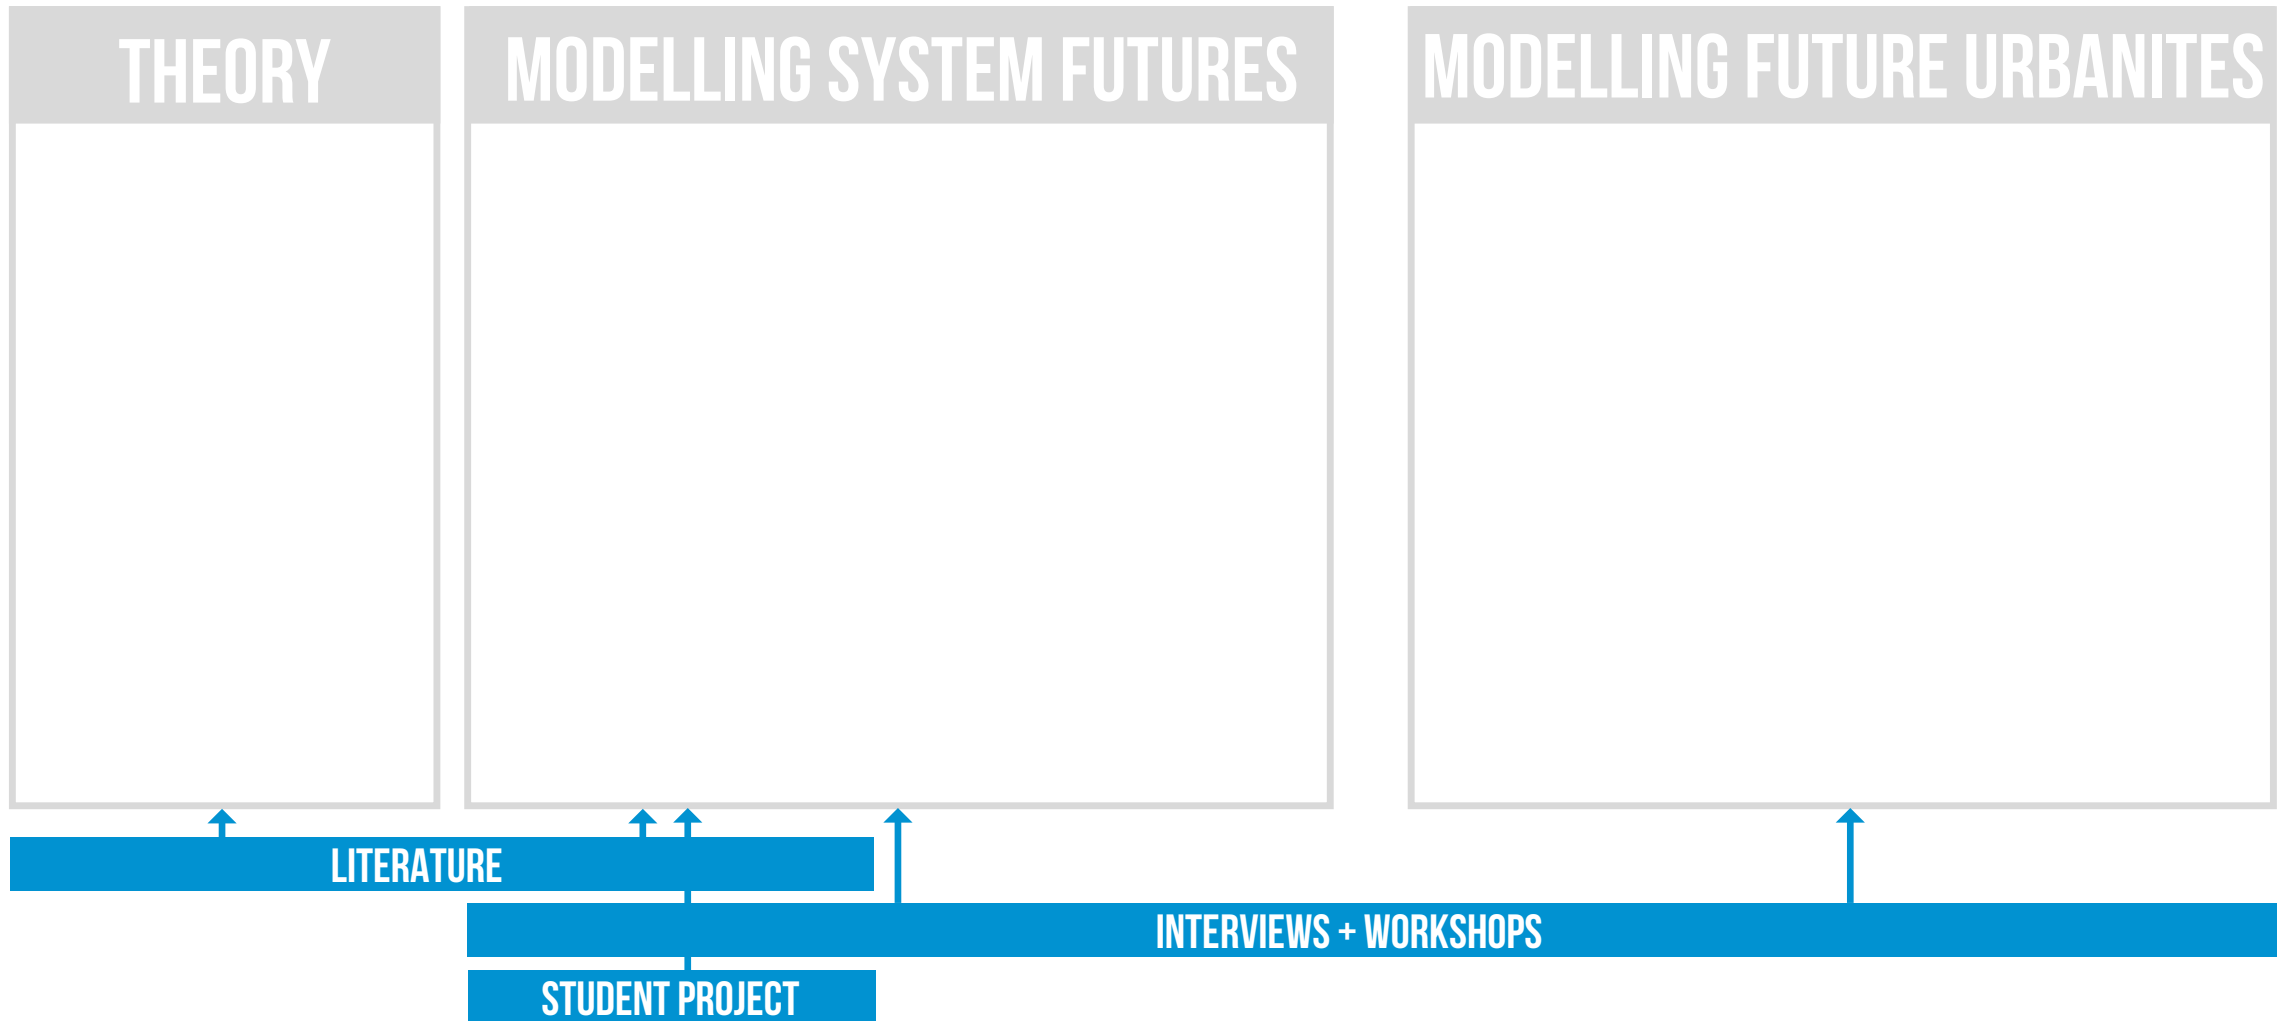 THEORY
MODELLING SYSTEM FUTURES
MODELLING FUTURE URBANITES
LITERATURE
INTERVIEWS + WORKSHOPS
STUDENT PROJECT